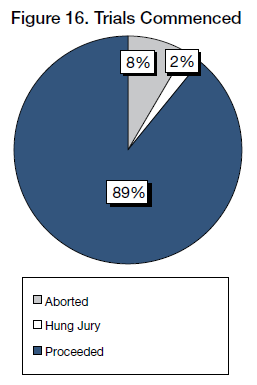 Figure 16. Trials Commenced
8% 2%
89%
Aborted
Hung Jury
Proceeded